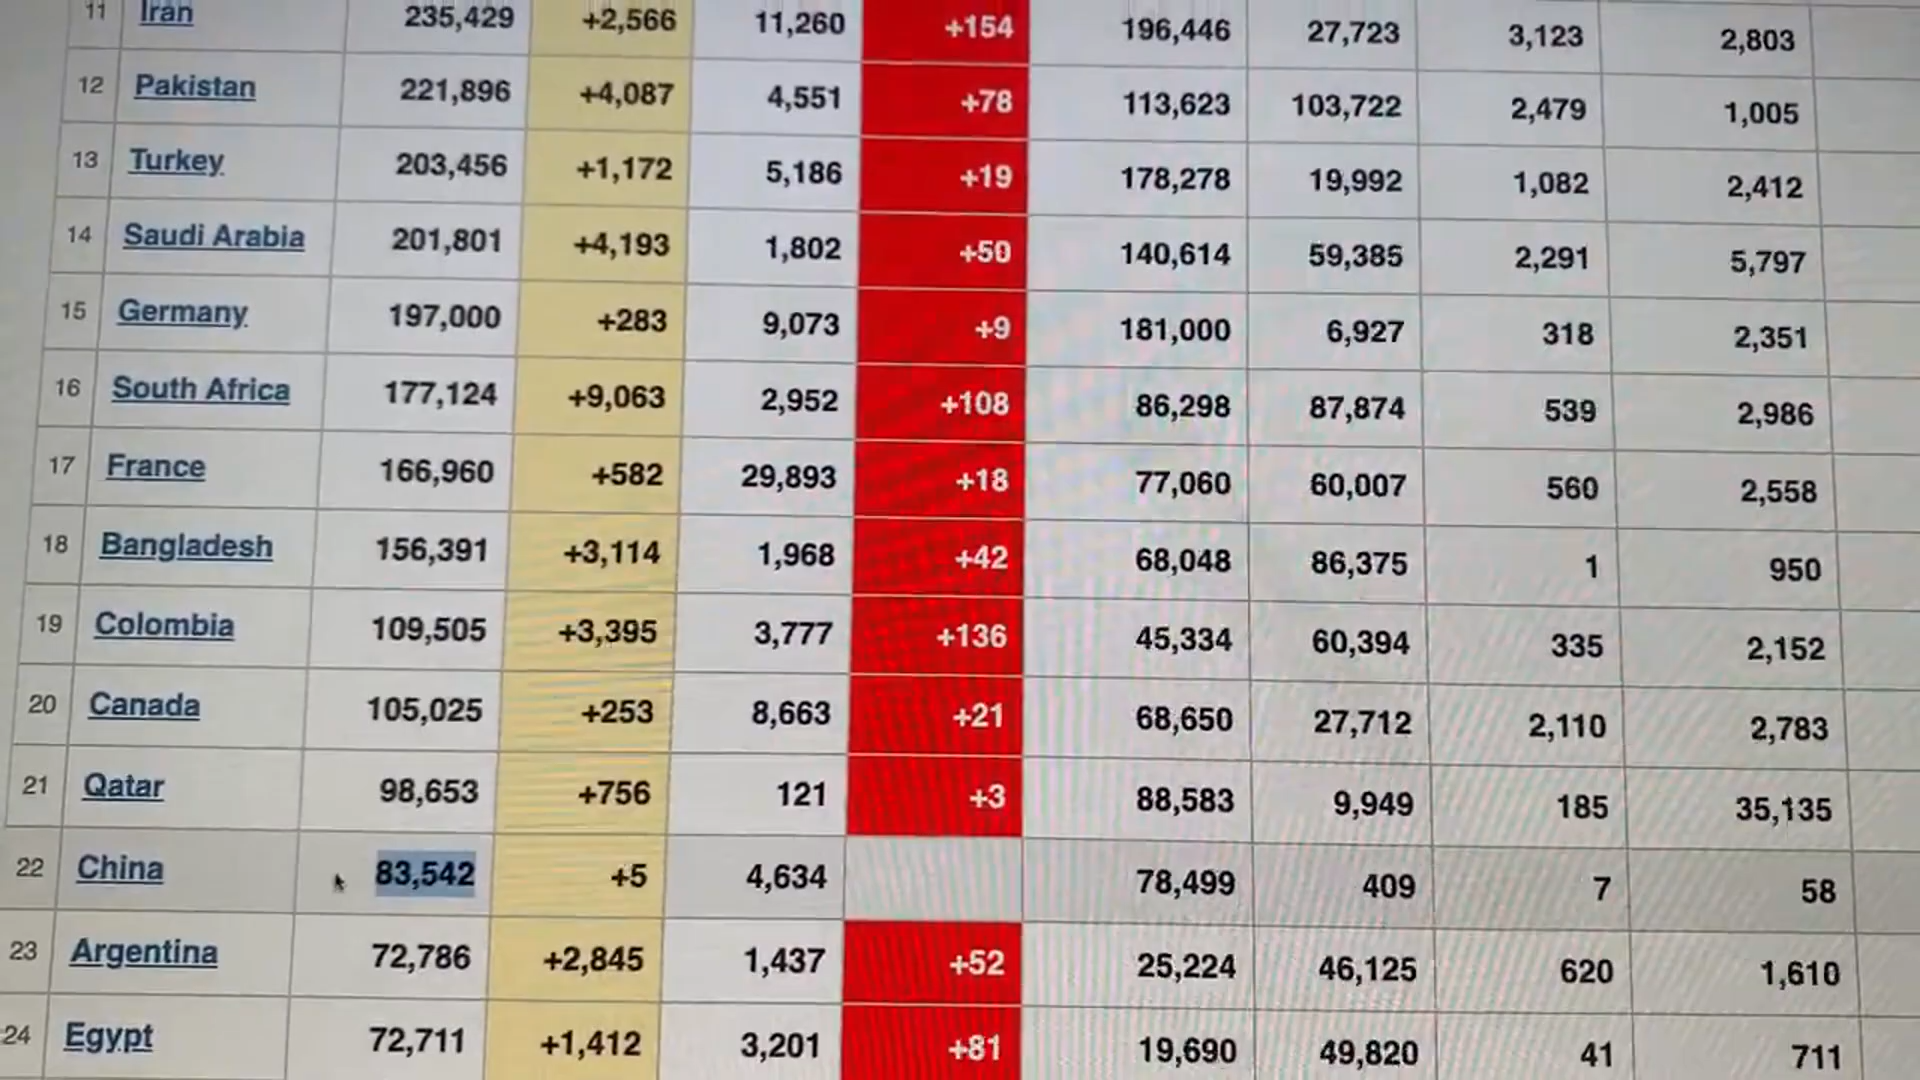 11 Iran 235,429 +2,566 11,260 +154 196,446 27,723 3,123 2,803
12 Pakistan 221,896 +4,087 4,551 +78 113,623 103,722 2,479 1,005
13 Turkey 203,456 +1,172 5,186 +19 178,278 19,992 1,082 2,412
14 Saudi Arabia 201,801 +4,193 1,802 +50 140,614 59,385 2,291 5,797
15 Germany 197,000 +283 9,073 +9 181,000 6,927 318 2,351
16 South Africa 177,124 +9,063 2,952 +108 86,298 87,874 539 2,986
17 France 166,960 +582 29,893 +18 77,060 60,007 560 2,558
18 Bangladesh 156,391 +3,114 1,968 +42 68,048 86,375 1 950
19 Colombia 109,505 +3,395 3,777 +136 45,334 60,394 335 2,152
20 Canada 105,025 +253 8,663 +21 68,650 27,712 2,110 2,783
21 Qatar 98,653 +756 121 +3 88,583 9,949 185 35,135
22 China 83,542 +5 4,634 78,499 409 7 58
23 Argentina 72,786 +2,845 1,437 +52 25,224 46,125 620 1,610
24 Egypt 72,711 +1,412 3,201 +81 19,690 49,820 41 711